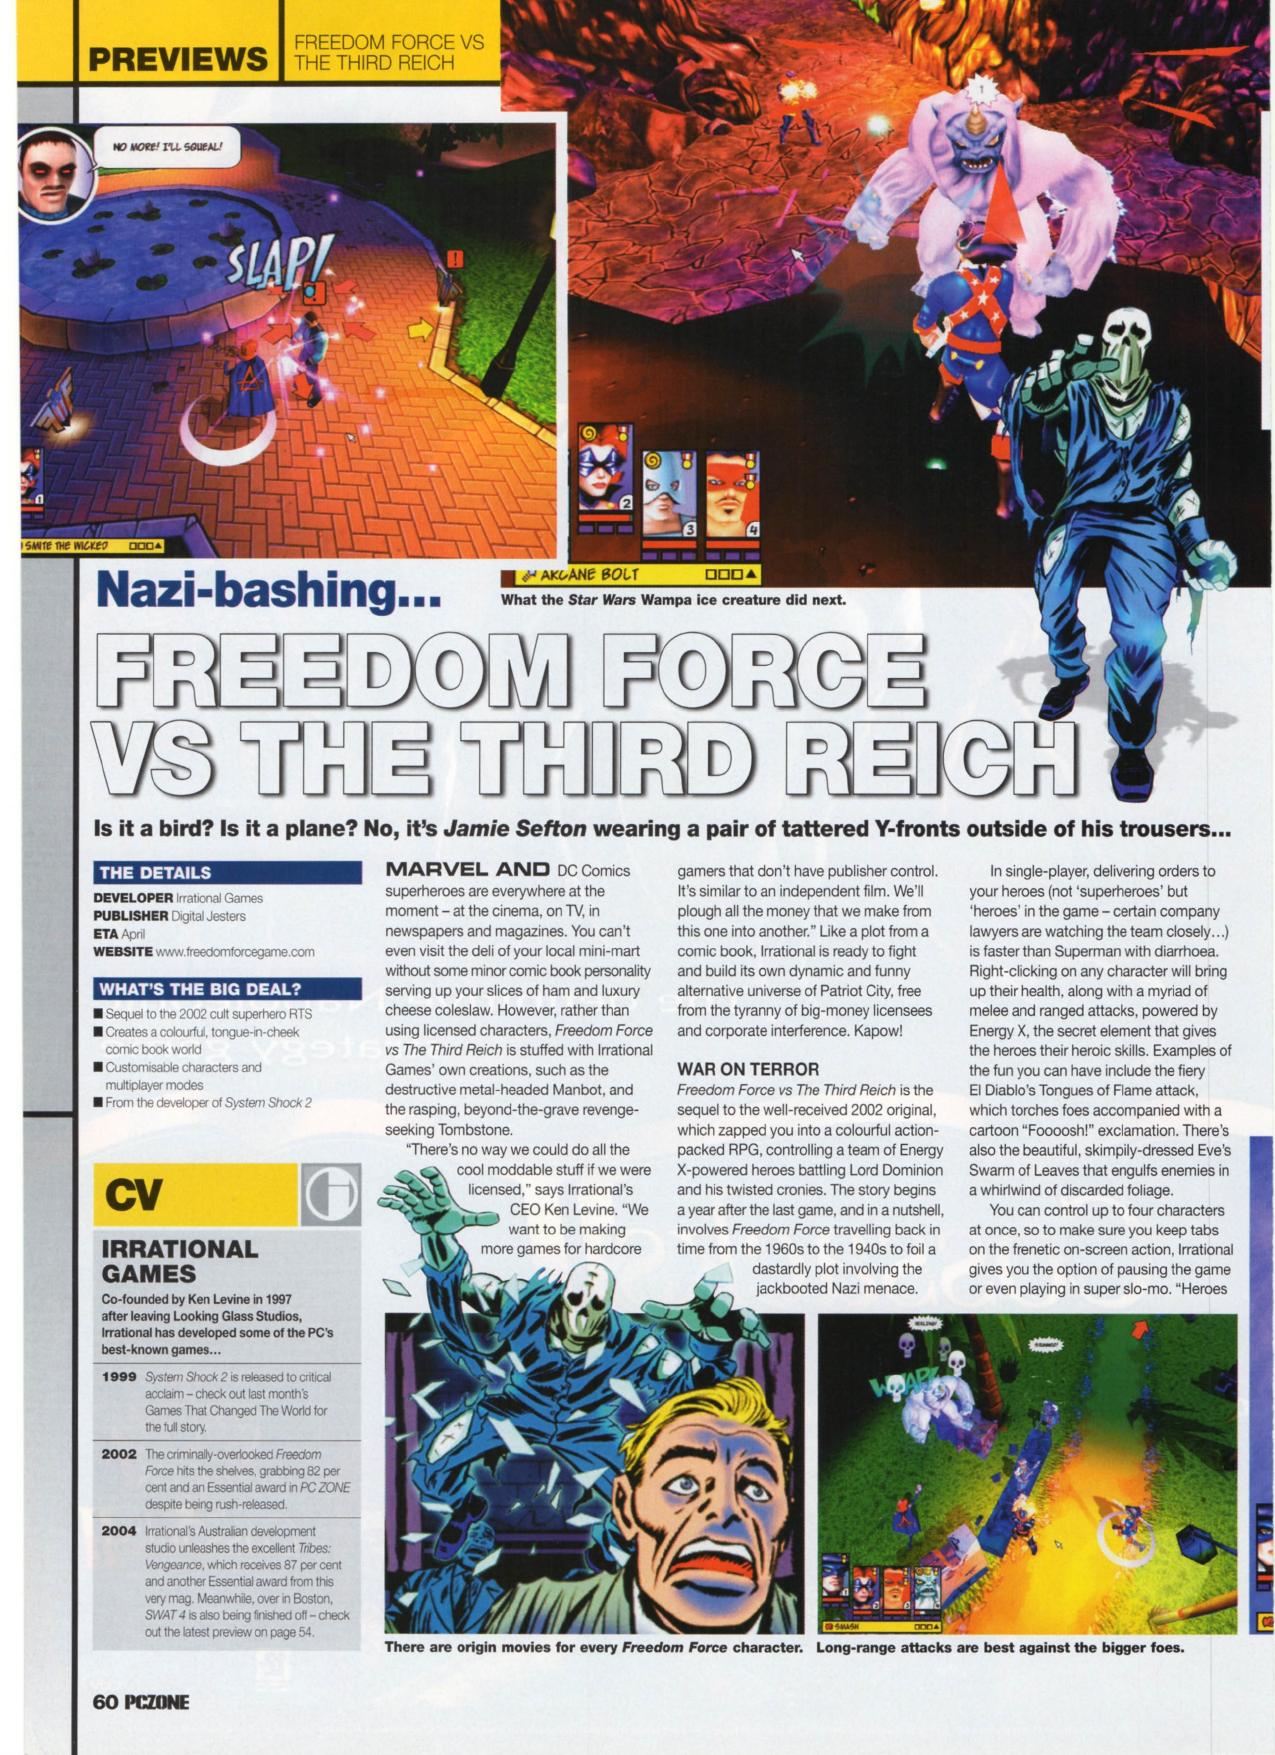 PREVIEWS
FREEDOM FORCE VS
THE THIRD REICH
NO MORE! I'LL SQUEAL!
SLAP!
!
!
1
SMITE THE WICKED
1
2
3
4
ARCANE BOLT
What the Star Wars Wampa ice creature did next.
Nazi-bashing...
FREEDOM FORCE
VS THE THIRD REICH
Is it a bird? Is it a plane? No, it's Jamie Sefton wearing a pair of tattered Y-fronts outside of his trousers...
THE DETAILS
DEVELOPER Irrational Games
PUBLISHER Digital Jesters
ETA April
WEBSITE www.freedomforcegame.com
WHAT'S THE BIG DEAL?
■ Sequel to the 2002 cult superhero RTS
■ Creates a colourful, tongue-in-cheek
comic book world
■ Customisable characters and
multiplayer modes
■ From the developer of System Shock 2
CV
IRRATIONAL
GAMES
Co-founded by Ken Levine in 1997
after leaving Looking Glass Studios,
Irrational has developed some of the PC's
best-known games...
1999 System Shock 2 is released to critical
acclaim – check out last month's
Games That Changed The World for
the full story.
2002 The criminally-overlooked Freedom
Force hits the shelves, grabbing 82 per
cent and an Essential award in PC ZONE
despite being rush-released.
2004 Irrational's Australian development
studio unleashes the excellent Tribes:
Vengeance, which receives 87 per cent
and another Essential award from this
very mag. Meanwhile, over in Boston,
SWAT 4 is also being finished off – check
out the latest preview on page 54.
MARVEL AND DC Comics
superheroes are everywhere at the
moment – at the cinema, on TV, in
newspapers and magazines. You can't
even visit the deli of your local mini-mart
without some minor comic book personality
serving up your slices of ham and luxury
cheese coleslaw. However, rather than
using licensed characters, Freedom Force
vs The Third Reich is stuffed with Irrational
Games' own creations, such as the
destructive metal-headed Manbot, and
the rasping, beyond-the-grave revenge-
seeking Tombstone.
"There's no way we could do all the
cool moddable stuff if we were
licensed," says Irrational's
CEO Ken Levine. "We
want to be making
more games for hardcore
gamers that don't have publisher control.
It's similar to an independent film. We'll
plough all the money that we make from
this one into another." Like a plot from a
comic book, Irrational is ready to fight
and build its own dynamic and funny
alternative universe of Patriot City, free
from the tyranny of big-money licensees
and corporate interference. Kapow!
WAR ON TERROR
Freedom Force vs The Third Reich is the
sequel to the well-received 2002 original,
which zapped you into a colourful action-
packed RPG, controlling a team of Energy
X-powered heroes battling Lord Dominion
and his twisted cronies. The story begins
a year after the last game, and in a nutshell,
involves Freedom Force travelling back in
time from the 1960s to the 1940s to foil a
dastardly plot involving the
jackbooted Nazi menace.
In single-player, delivering orders to
your heroes (not 'superheroes' but
'heroes' in the game – certain company
lawyers are watching the team closely...)
is faster than Superman with diarrhoea.
Right-clicking on any character will bring
up their health, along with a myriad of
melee and ranged attacks, powered by
Energy X, the secret element that gives
the heroes their heroic skills. Examples of
the fun you can have include the fiery
El Diablo's Tongues of Flame attack,
which torches foes accompanied with a
cartoon "Foooosh!" exclamation. There's
also the beautiful, skimpily-dressed Eve's
Swarm of Leaves that engulfs enemies in
a whirlwind of discarded foliage.
You can control up to four characters
at once, so to make sure you keep tabs
on the frenetic on-screen action, Irrational
gives you the option of pausing the game
or even playing in super slo-mo. "Heroes
WHAP!
SMASH
There are origin movies for every Freedom Force character.
Long-range attacks are best against the bigger foes.
60 PCZONE